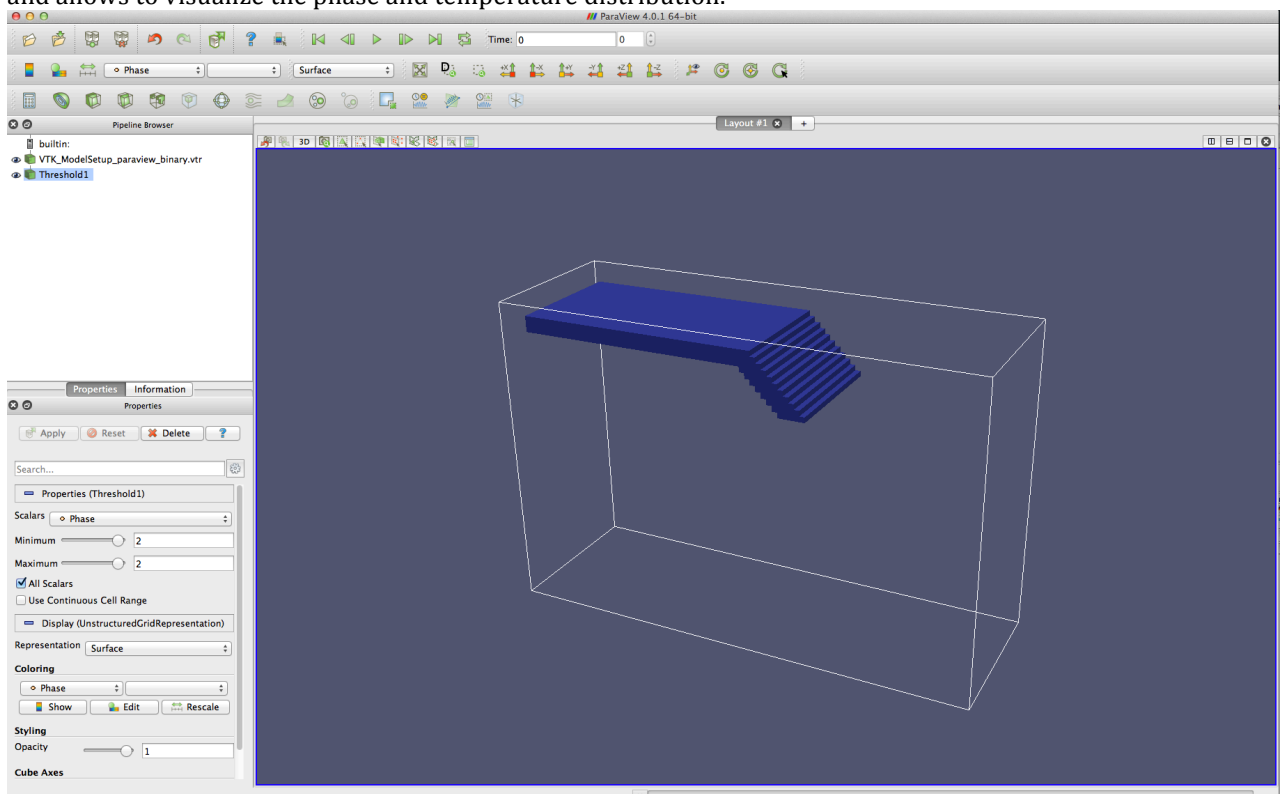 and allows to visualize the phase and temperature distribution.
ParaView 4.0.1 64-bit
Time: 0 0
Phase Surface
Pipeline Browser
Layout #1 +
builtin:
3D
VTK_ModelSetup_paraview_binary.vtr
Threshold1
Properties Information
Properties
Apply Reset Delete ?
Search...
Properties (Threshold1)
Scalars Phase
Minimum 2
Maximum 2
All Scalars
Use Continuous Cell Range
Display (UnstructuredGridRepresentation)
Representation Surface
Coloring
Phase
Show Edit Rescale
Styling
Opacity 1
Cube Axes